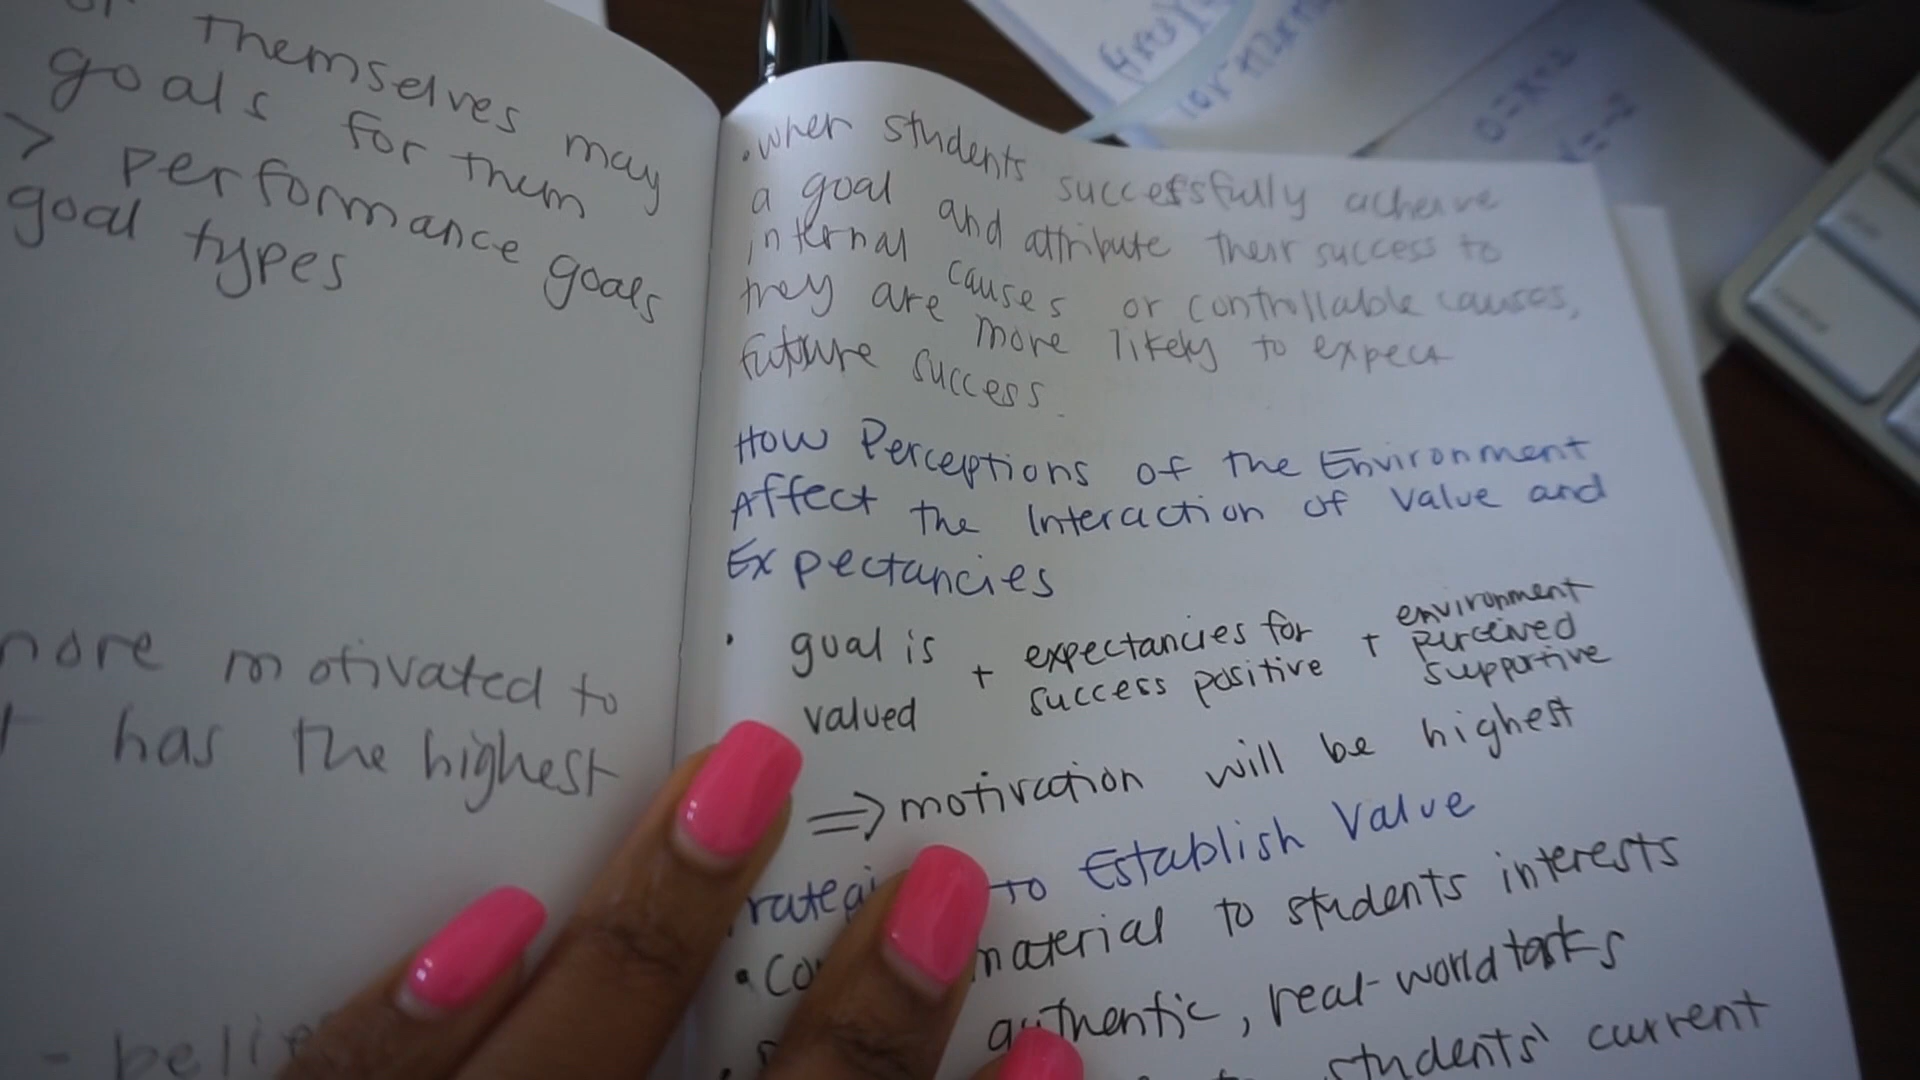 themselves may
goals for them
> performance goals
goal types
more motivated to
has the highest
- belie
• when students successfully acheive
a goal and attribute their success to
internal causes or controllable causes,
they are more likely to expect
future success.
How Perceptions of the Environment
Affect the Interaction of Value and
Expectancies
• goal is valued + expectancies for success positive + environment perceived supportive
⇒ motivation will be highest
to Establish Value
• Co material to students interests
authentic, real-world tasks
students' current